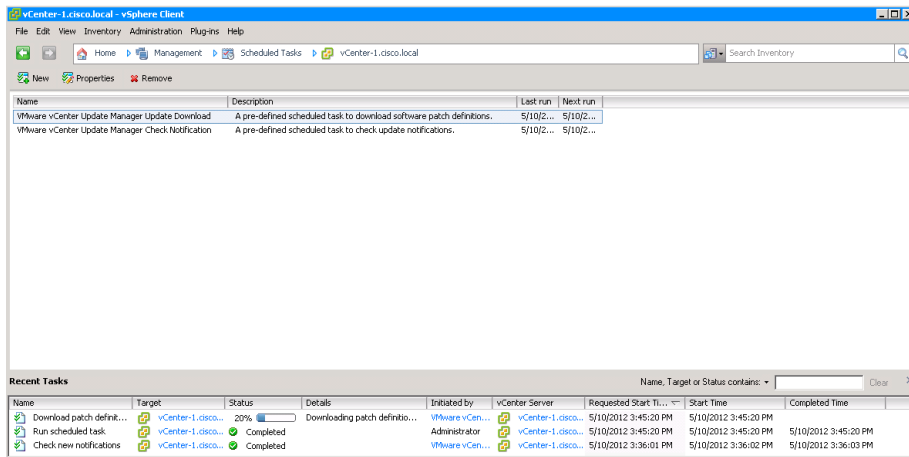 vCenter-1.cisco.local - vSphere Client
File Edit View Inventory Administration Plug-ins Help
Home Management Scheduled Tasks vCenter-1.cisco.local Search Inventory
New Properties Remove
Name Description Last run Next run
VMware vCenter Update Manager Update Download A pre-defined scheduled task to download software patch definitions. 5/10/2... 5/10/2...
VMware vCenter Update Manager Check Notification A pre-defined scheduled task to check update notifications. 5/10/2... 5/10/2...
Recent Tasks Name, Target or Status contains: Clear
Name Target Status Details Initiated by vCenter Server Requested Start Ti... Start Time Completed Time
Download patch definit... vCenter-1.cisco... 20% Downloading patch definitio... VMware vCen... vCenter-1.cisco... 5/10/2012 3:45:20 PM 5/10/2012 3:45:20 PM
Run scheduled task vCenter-1.cisco... Completed Administrator vCenter-1.cisco... 5/10/2012 3:45:20 PM 5/10/2012 3:45:20 PM 5/10/2012 3:45:20 PM
Check new notifications vCenter-1.cisco... Completed VMware vCen... vCenter-1.cisco... 5/10/2012 3:36:01 PM 5/10/2012 3:36:02 PM 5/10/2012 3:36:03 PM